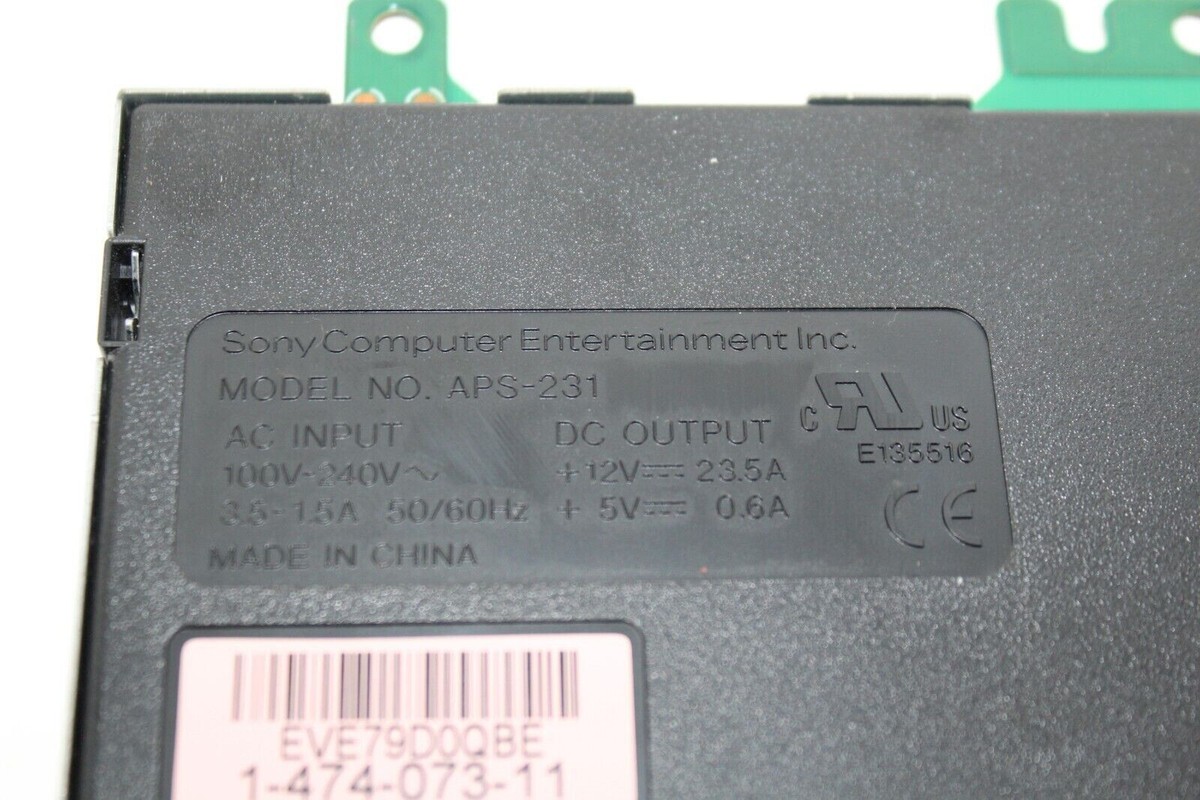 Sony Computer Entertainment Inc.
MODEL NO. APS-231
AC INPUT DC OUTPUT
100V-240V～ +12V⎓ 23.5A
3.5-1.5A 50/60Hz + 5V⎓ 0.6A
MADE IN CHINA
C RU US
E135516
CE
EVE79D0QBE
1-474-073-11